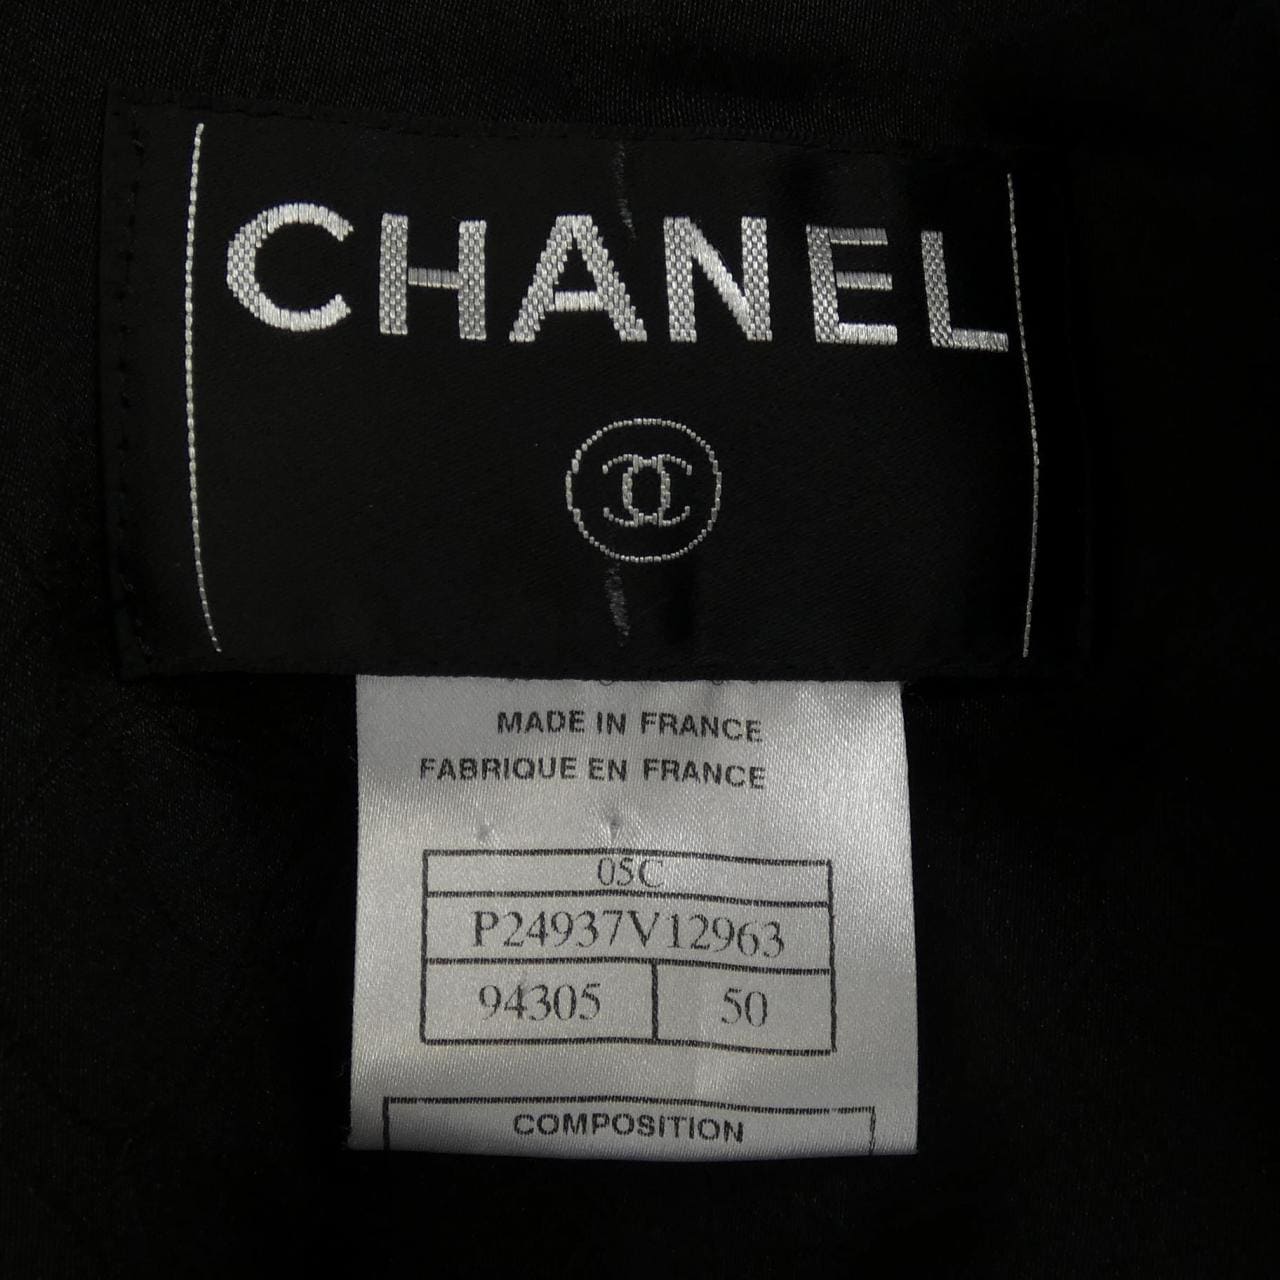 CHANEL
MADE IN FRANCE
FABRIQUE EN FRANCE
05C
P24937V12963
94305 50
COMPOSITION